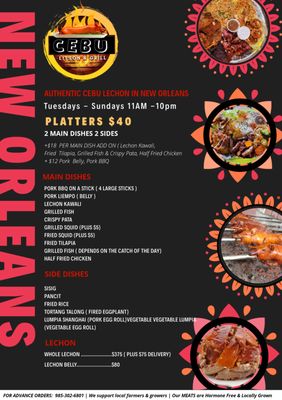 NEW ORLEANS
CEBU
LECHON & GRILL
AUTHENTIC CEBU LECHON IN NEW ORLEANS
Tuesdays – Sundays 11AM –10pm
PLATTERS $40
2 MAIN DISHES 2 SIDES
+$18 PER MAIN DISH ADD ON ( Lechon Kawali,
Fried Tilapia, Grilled Fish & Crispy Pata, Half Fried Chicken
+ $12 Pork Belly, Pork BBQ
MAIN DISHES
PORK BBQ ON A STICK ( 4 LARGE STICKS )
PORK LIEMPO ( BELLY )
LECHON KAWALI
GRILLED FISH
CRISPY PATA
GRILLED SQUID (PLUS $5)
FRIED SQUID (PLUS $5)
FRIED TILAPIA
GRILLED FISH ( DEPENDS ON THE CATCH OF THE DAY)
HALF FRIED CHICKEN
SIDE DISHES
SISIG
PANCIT
FRIED RICE
TORTANG TALONG ( FIRED EGGPLANT)
LUMPIA SHANGHAI (PORK EGG ROLL)VEGETABLE VEGETABLE LUMPIA
(VEGETABLE EGG ROLL)
LECHON
WHOLE LECHON ...................$375 ( PLUS $75 DELIVERY)
LECHON BELLY......................$80
FOR ADVANCE ORDERS: 985-302-6801 | We support local farmers & growers | Our MEATS are Hormone Free & Locally Grown